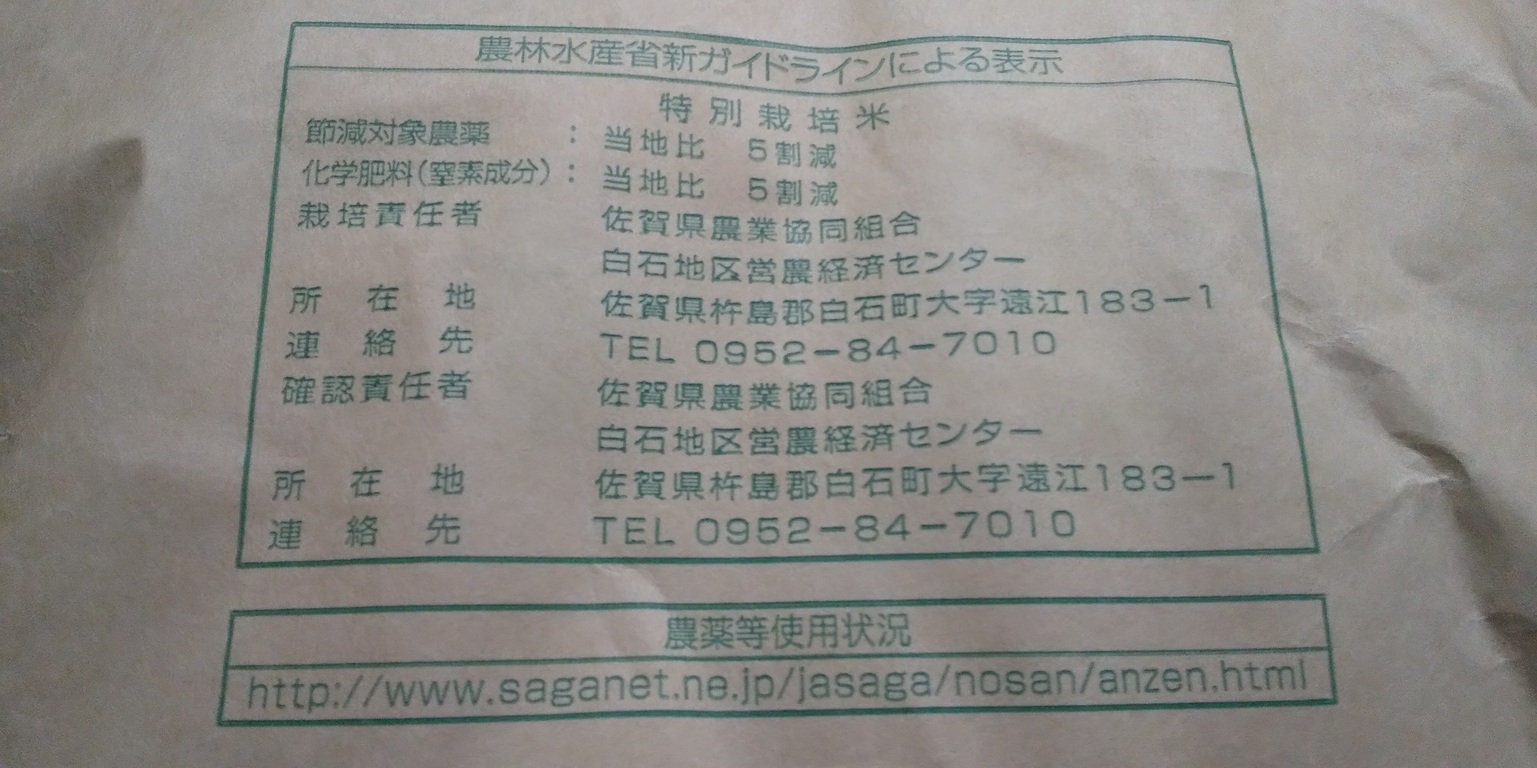 農林水産省新ガイドラインによる表示
特別栽培米
節減対象農薬 : 当地比 5割減
化学肥料(窒素成分) : 当地比 5割減
栽培責任者 佐賀県農業協同組合
白石地区営農経済センター
所在地 佐賀県杵島郡白石町大字遠江183-1
連絡先 TEL 0952-84-7010
確認責任者 佐賀県農業協同組合
白石地区営農経済センター
所在地 佐賀県杵島郡白石町大字遠江183-1
連絡先 TEL 0952-84-7010
農薬等使用状況
http://www.saganet.ne.jp/jasaga/nosan/anzen.html